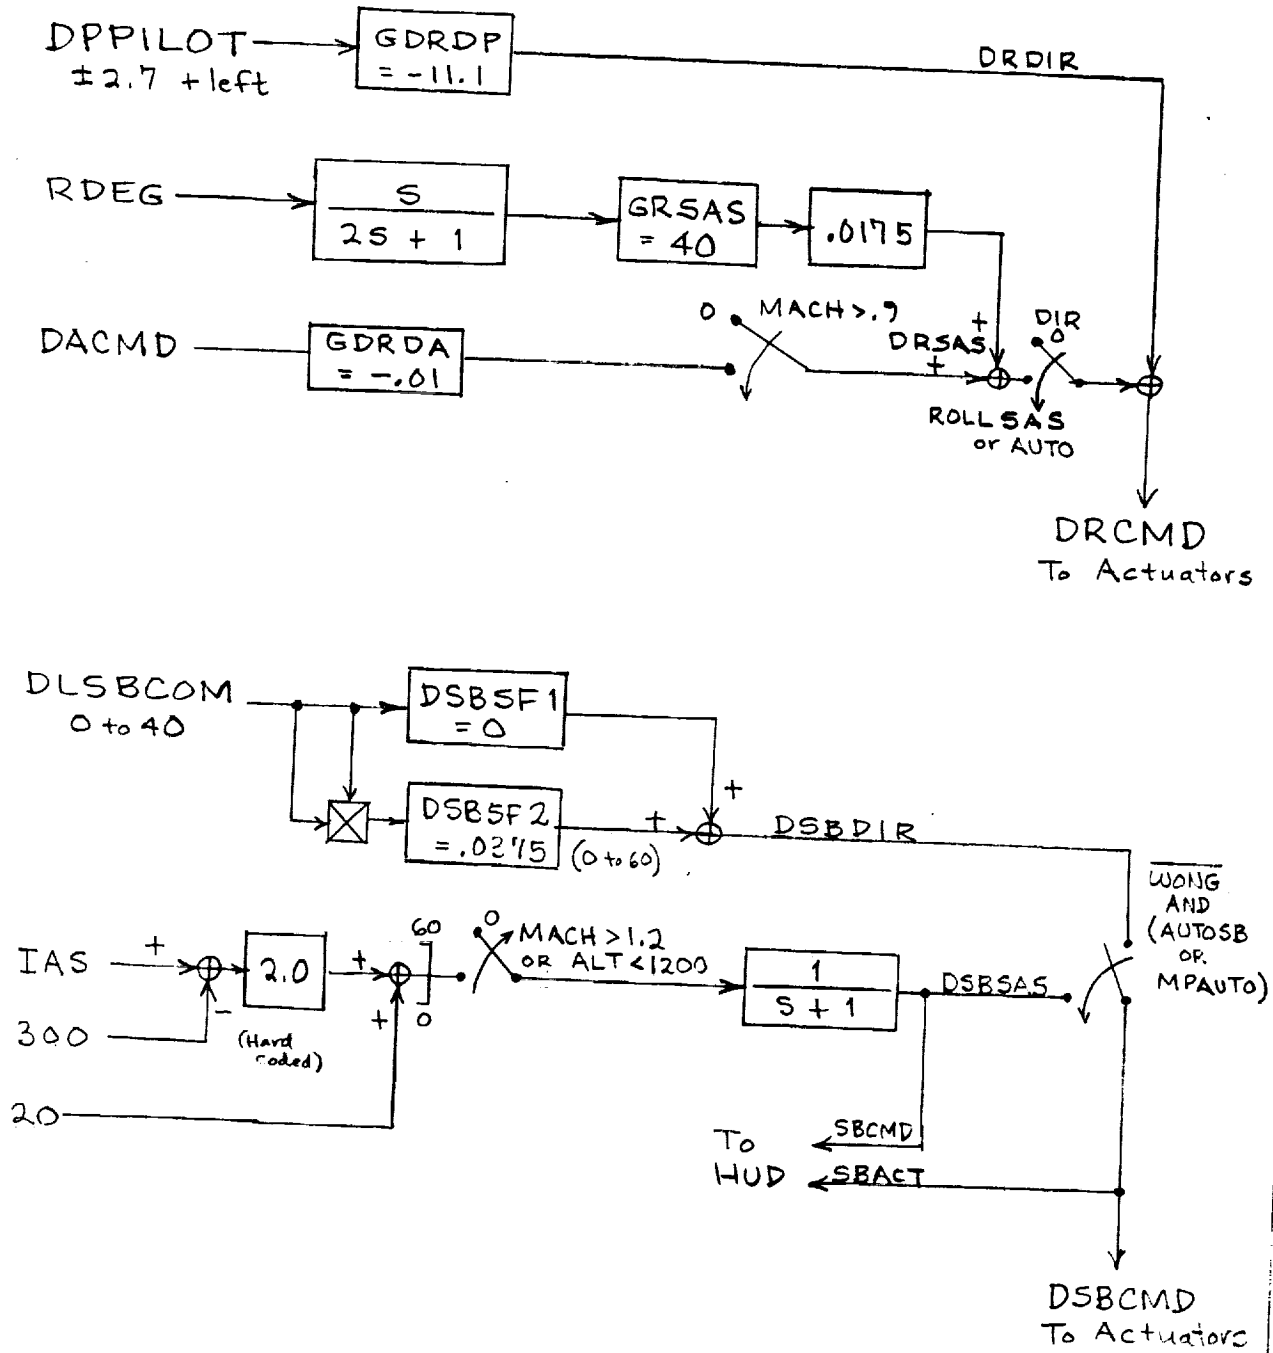 DPPILOT
±2.7 +left
GDRDP
= -11.1
DRDIR
RDEG
S
2S + 1
GRSAS
= 40
.0175
DACMD
GDRDA
= -.01
0
MACH>.9
DRSAS
+
+
DIR
0
ROLL SAS
or AUTO
DRCMD
To Actuators
DLSBCOM
0 to 40
DSBSF1
= 0
DSBSF2
= .0375
(0 to 60)
+
+
DSBDIR
WONG
AND
(AUTOSB
OR
MPAUTO)
IAS
+
-
300
2.0
(Hard
coded)
20
+
+
60
0
0
MACH>1.2
OR ALT<1200
1
S + 1
DSBSAS
To
HUD
SBCMD
SBACT
DSBCMD
To Actuators